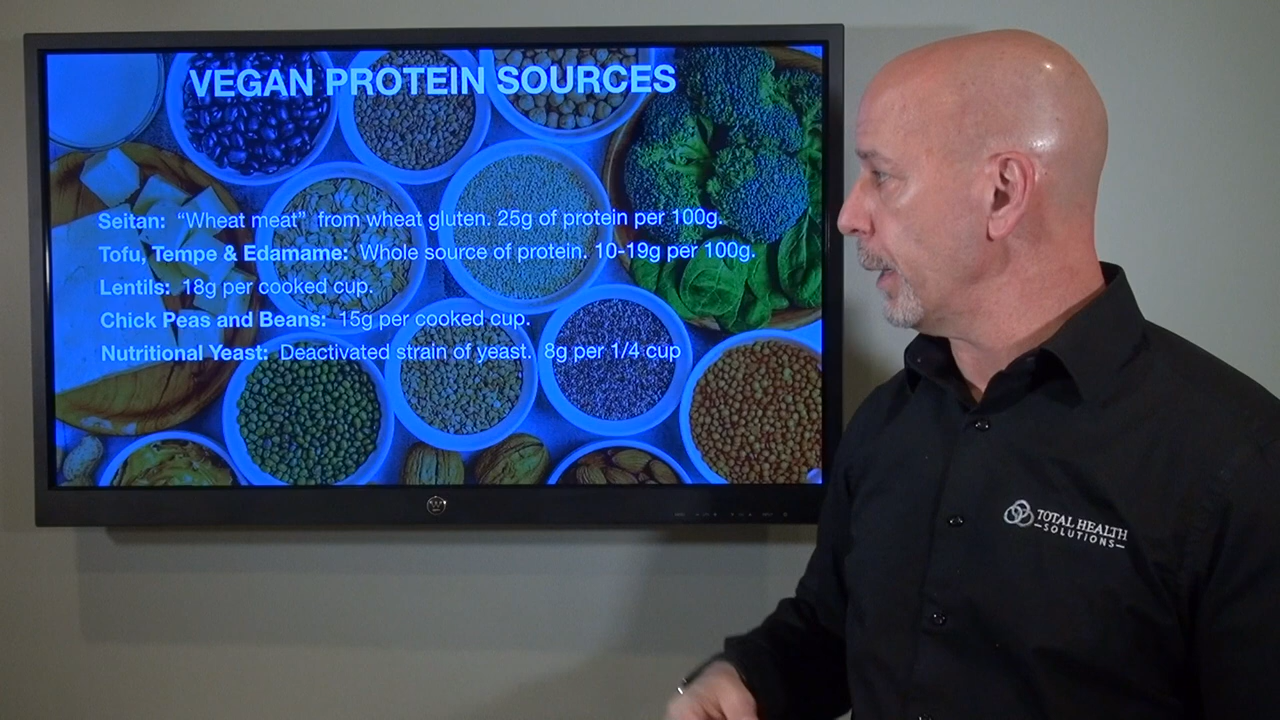 VEGAN PROTEIN SOURCES
Seitan: “Wheat meat” from wheat gluten. 25g of protein per 100g.
Tofu, Tempe & Edamame: Whole source of protein. 10-19g per 100g.
Lentils: 18g per cooked cup.
Chick Peas and Beans: 15g per cooked cup.
Nutritional Yeast: Deactivated strain of yeast. 8g per 1/4 cup
TOTAL HEALTH
SOLUTIONS